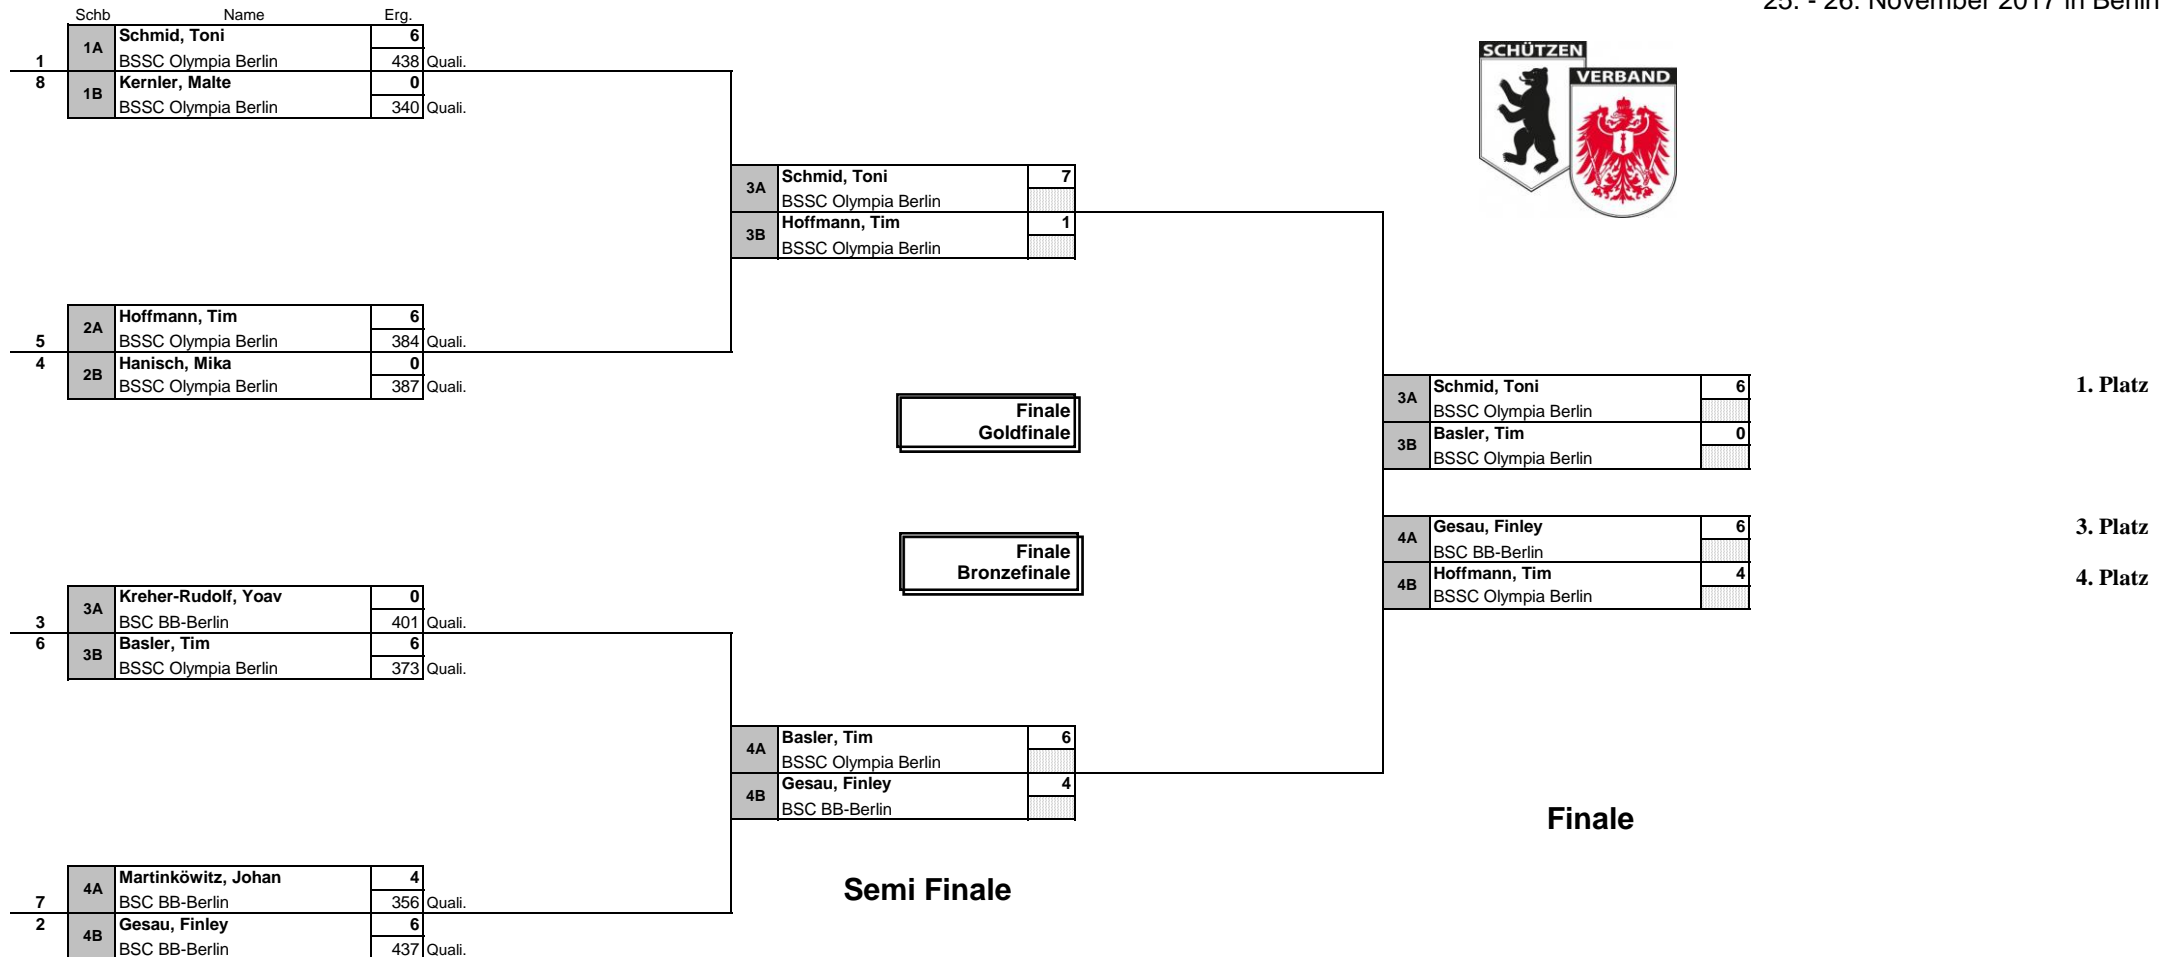 25. - 26. November 2017 in Berlin
Schb Name Erg.
1A Schmid, Toni 6
1 BSSC Olympia Berlin 438 Quali.
8 1B Kernler, Malte 0
BSSC Olympia Berlin 340 Quali.
SCHÜTZEN
VERBAND
3A Schmid, Toni 7
BSSC Olympia Berlin
3B Hoffmann, Tim 1
BSSC Olympia Berlin
2A Hoffmann, Tim 6
5 BSSC Olympia Berlin 384 Quali.
4 2B Hanisch, Mika 0
BSSC Olympia Berlin 387 Quali.
Finale
Goldfinale
3A Schmid, Toni 6 1. Platz
BSSC Olympia Berlin
3B Basler, Tim 0
BSSC Olympia Berlin
Finale
Bronzefinale
4A Gesau, Finley 6 3. Platz
BSC BB-Berlin
4B Hoffmann, Tim 4 4. Platz
BSSC Olympia Berlin
3A Kreher-Rudolf, Yoav 0
3 BSC BB-Berlin 401 Quali.
6 3B Basler, Tim 6
BSSC Olympia Berlin 373 Quali.
4A Basler, Tim 6
BSSC Olympia Berlin
4B Gesau, Finley 4
BSC BB-Berlin
Finale
Semi Finale
4A Martinköwitz, Johan 4
7 BSC BB-Berlin 356 Quali.
2 4B Gesau, Finley 6
BSC BB-Berlin 437 Quali.